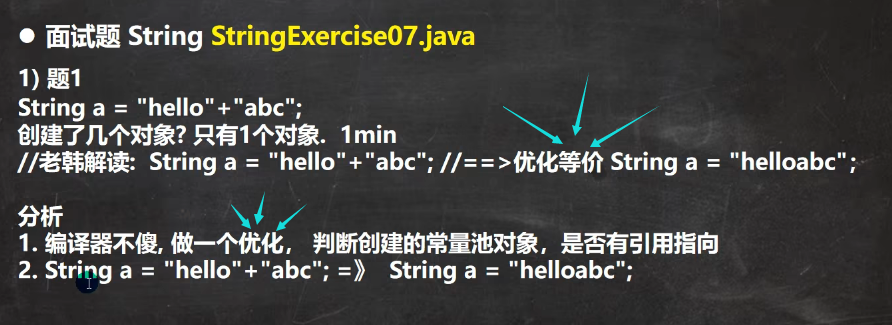 ● 面试题 String StringExercise07.java
1) 题1
String a = "hello"+"abc";
创建了几个对象? 只有1个对象. 1min
//老韩解读: String a = "hello"+"abc"; //==>优化等价 String a = "helloabc";
分析
1. 编译器不傻, 做一个优化， 判断创建的常量池对象，是否有引用指向
2. String a = "hello"+"abc"; =》 String a = "helloabc";